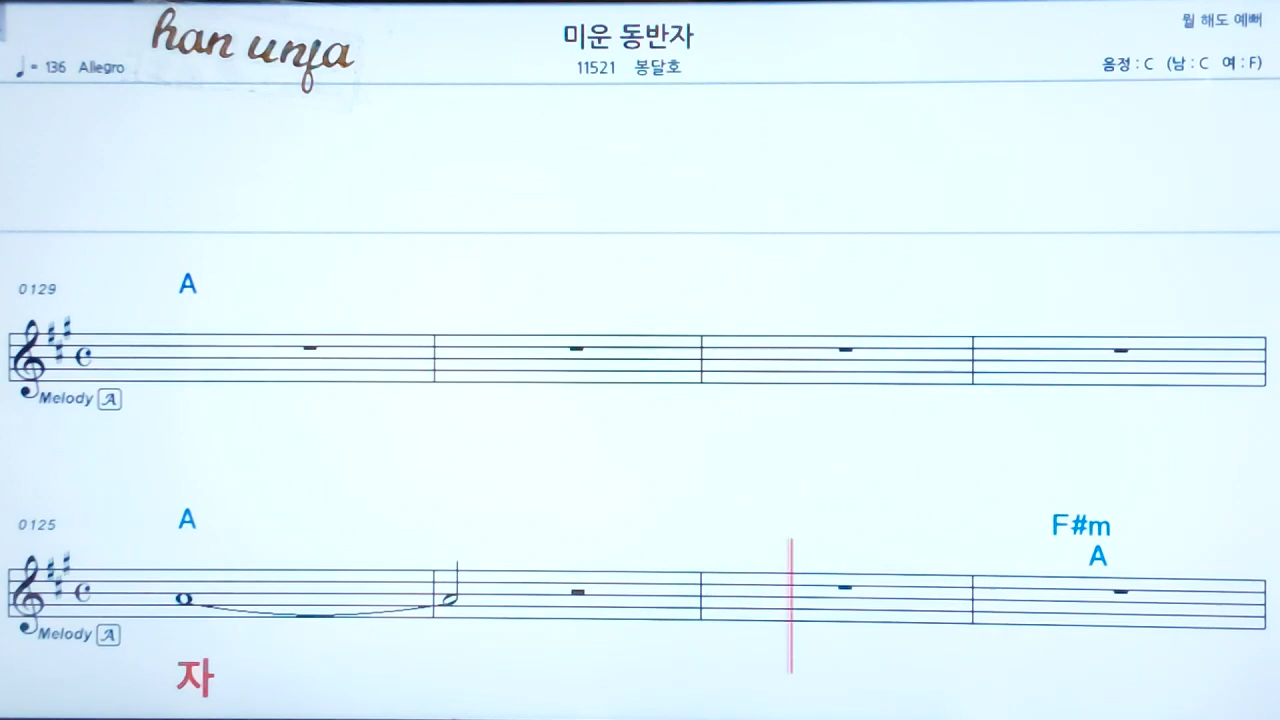 han unfa
미운 동반자
뭘 해도 예뻐
♩= 136 Allegro
11521 봉달호
음정 : C (남 : C 여 : F)
0129
A
Melody A
0125
A
F#m
A
Melody A
자